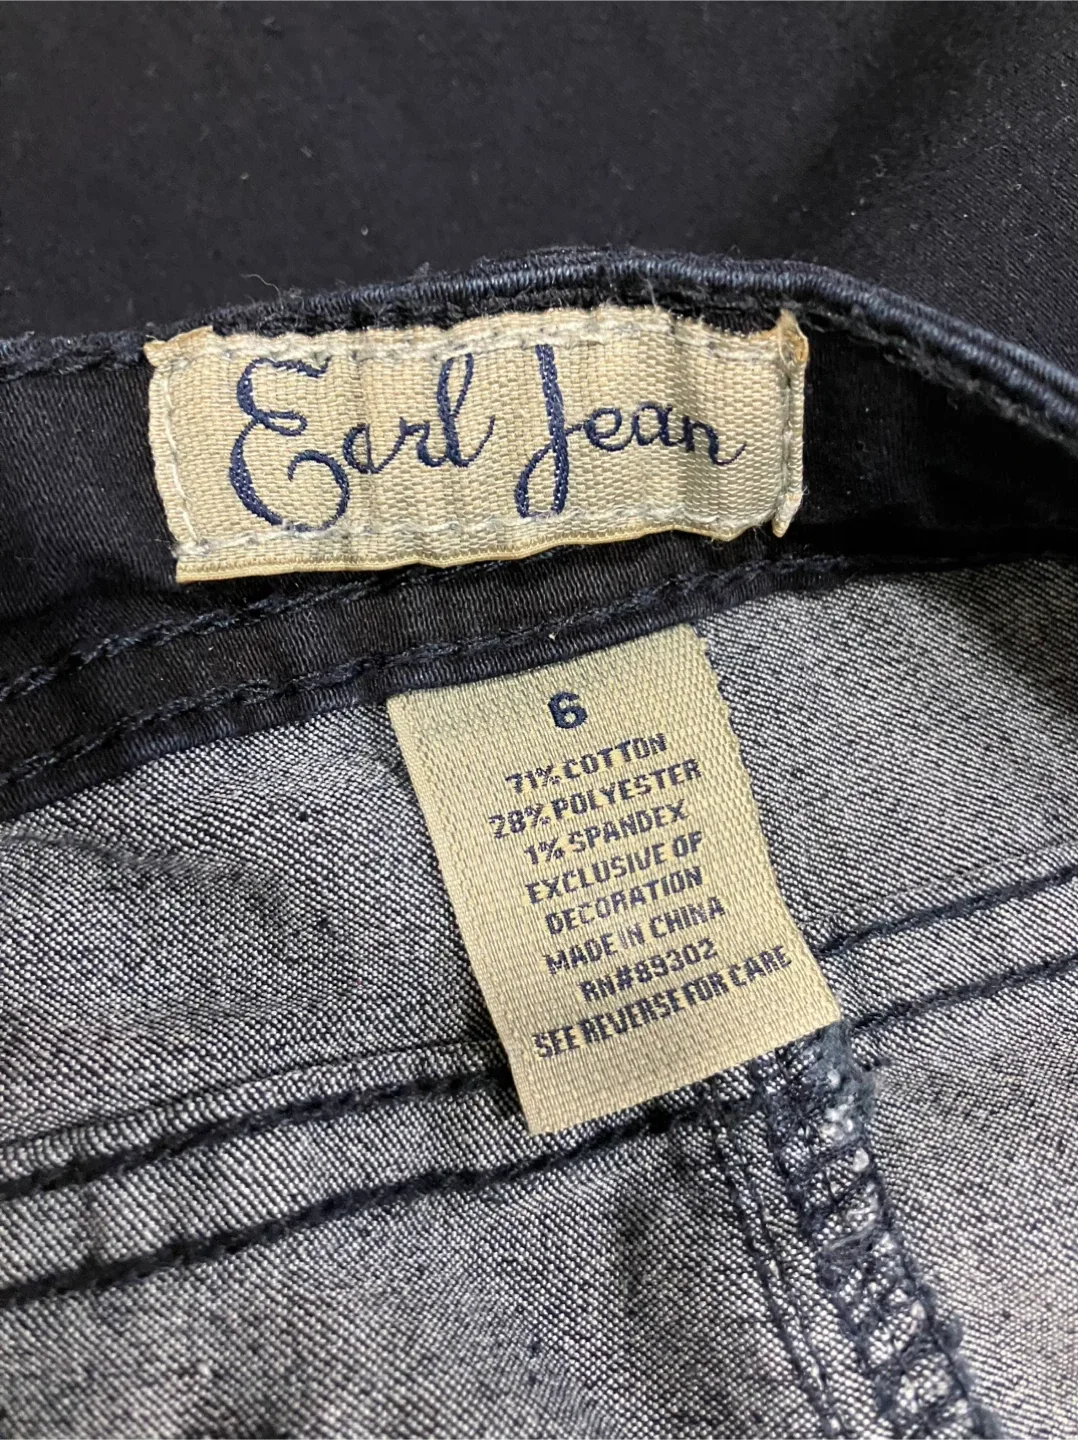 Earl Jean
6
71% COTTON
28% POLYESTER
1% SPANDEX
EXCLUSIVE OF
DECORATION
MADE IN CHINA
RN#89302
SEE REVERSE FOR CARE